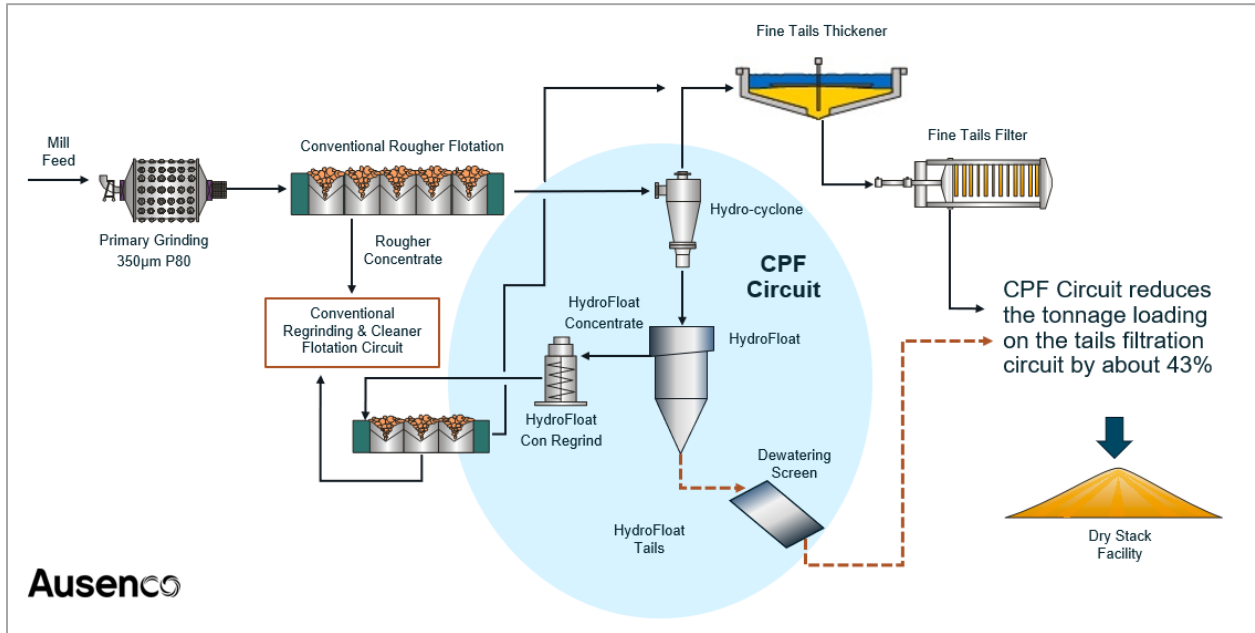 Fine Tails Thickener
Mill
Feed
Conventional Rougher Flotation
Fine Tails Filter
Hydro-cyclone
Primary Grinding
350µm P80
Rougher
Concentrate
CPF
Circuit
HydroFloat
Concentrate
HydroFloat
Conventional
Regrinding & Cleaner
Flotation Circuit
CPF Circuit reduces
the tonnage loading
on the tails filtration
circuit by about 43%
HydroFloat
Con Regrind
Dewatering
Screen
HydroFloat
Tails
Dry Stack
Facility
Ausenco